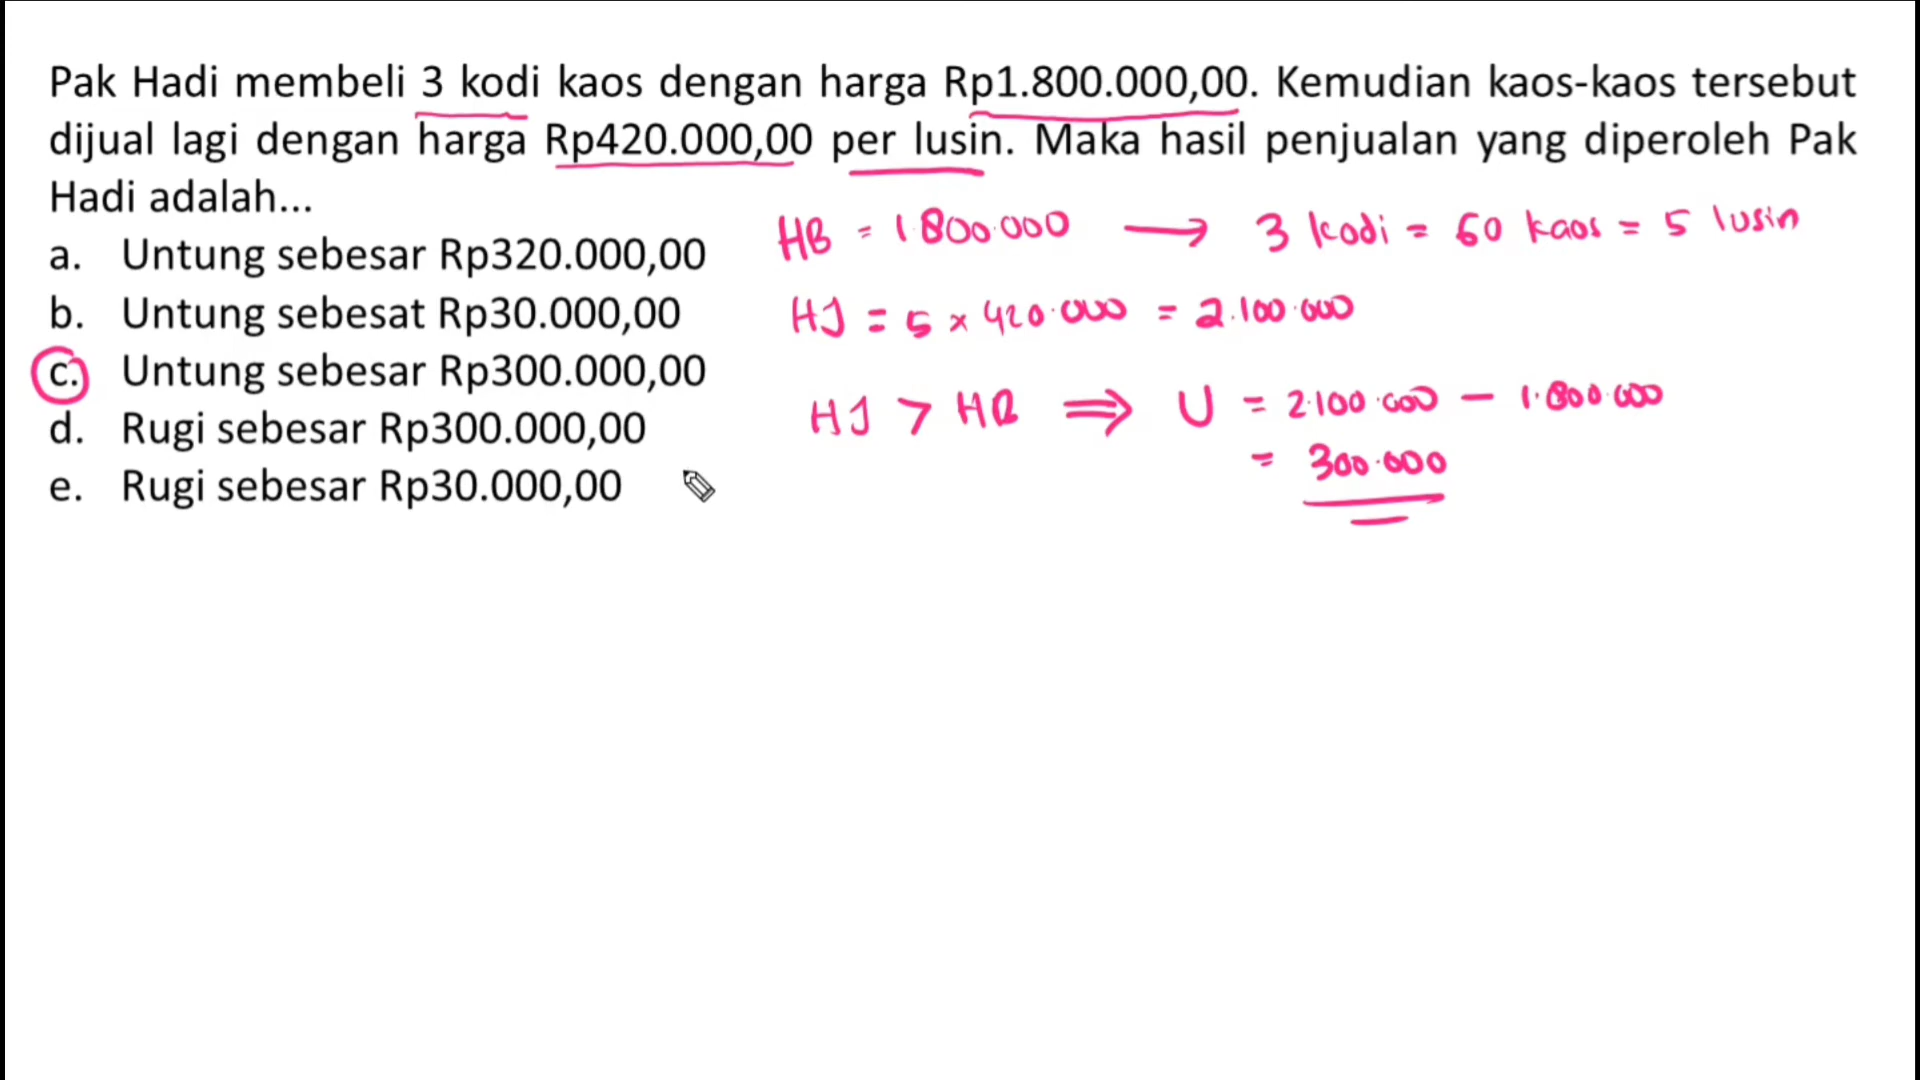 Pak Hadi membeli 3 kodi kaos dengan harga Rp1.800.000,00. Kemudian kaos-kaos tersebut
dijual lagi dengan harga Rp420.000,00 per lusin. Maka hasil penjualan yang diperoleh Pak
Hadi adalah...
a. Untung sebesar Rp320.000,00
b. Untung sebesat Rp30.000,00
c. Untung sebesar Rp300.000,00
d. Rugi sebesar Rp300.000,00
e. Rugi sebesar Rp30.000,00
HB = 1.800.000 → 3 kodi = 60 kaos = 5 lusin
HJ = 5 × 420.000 = 2.100.000
HJ > HB ⇒ U = 2.100.000 − 1.800.000
= 300.000